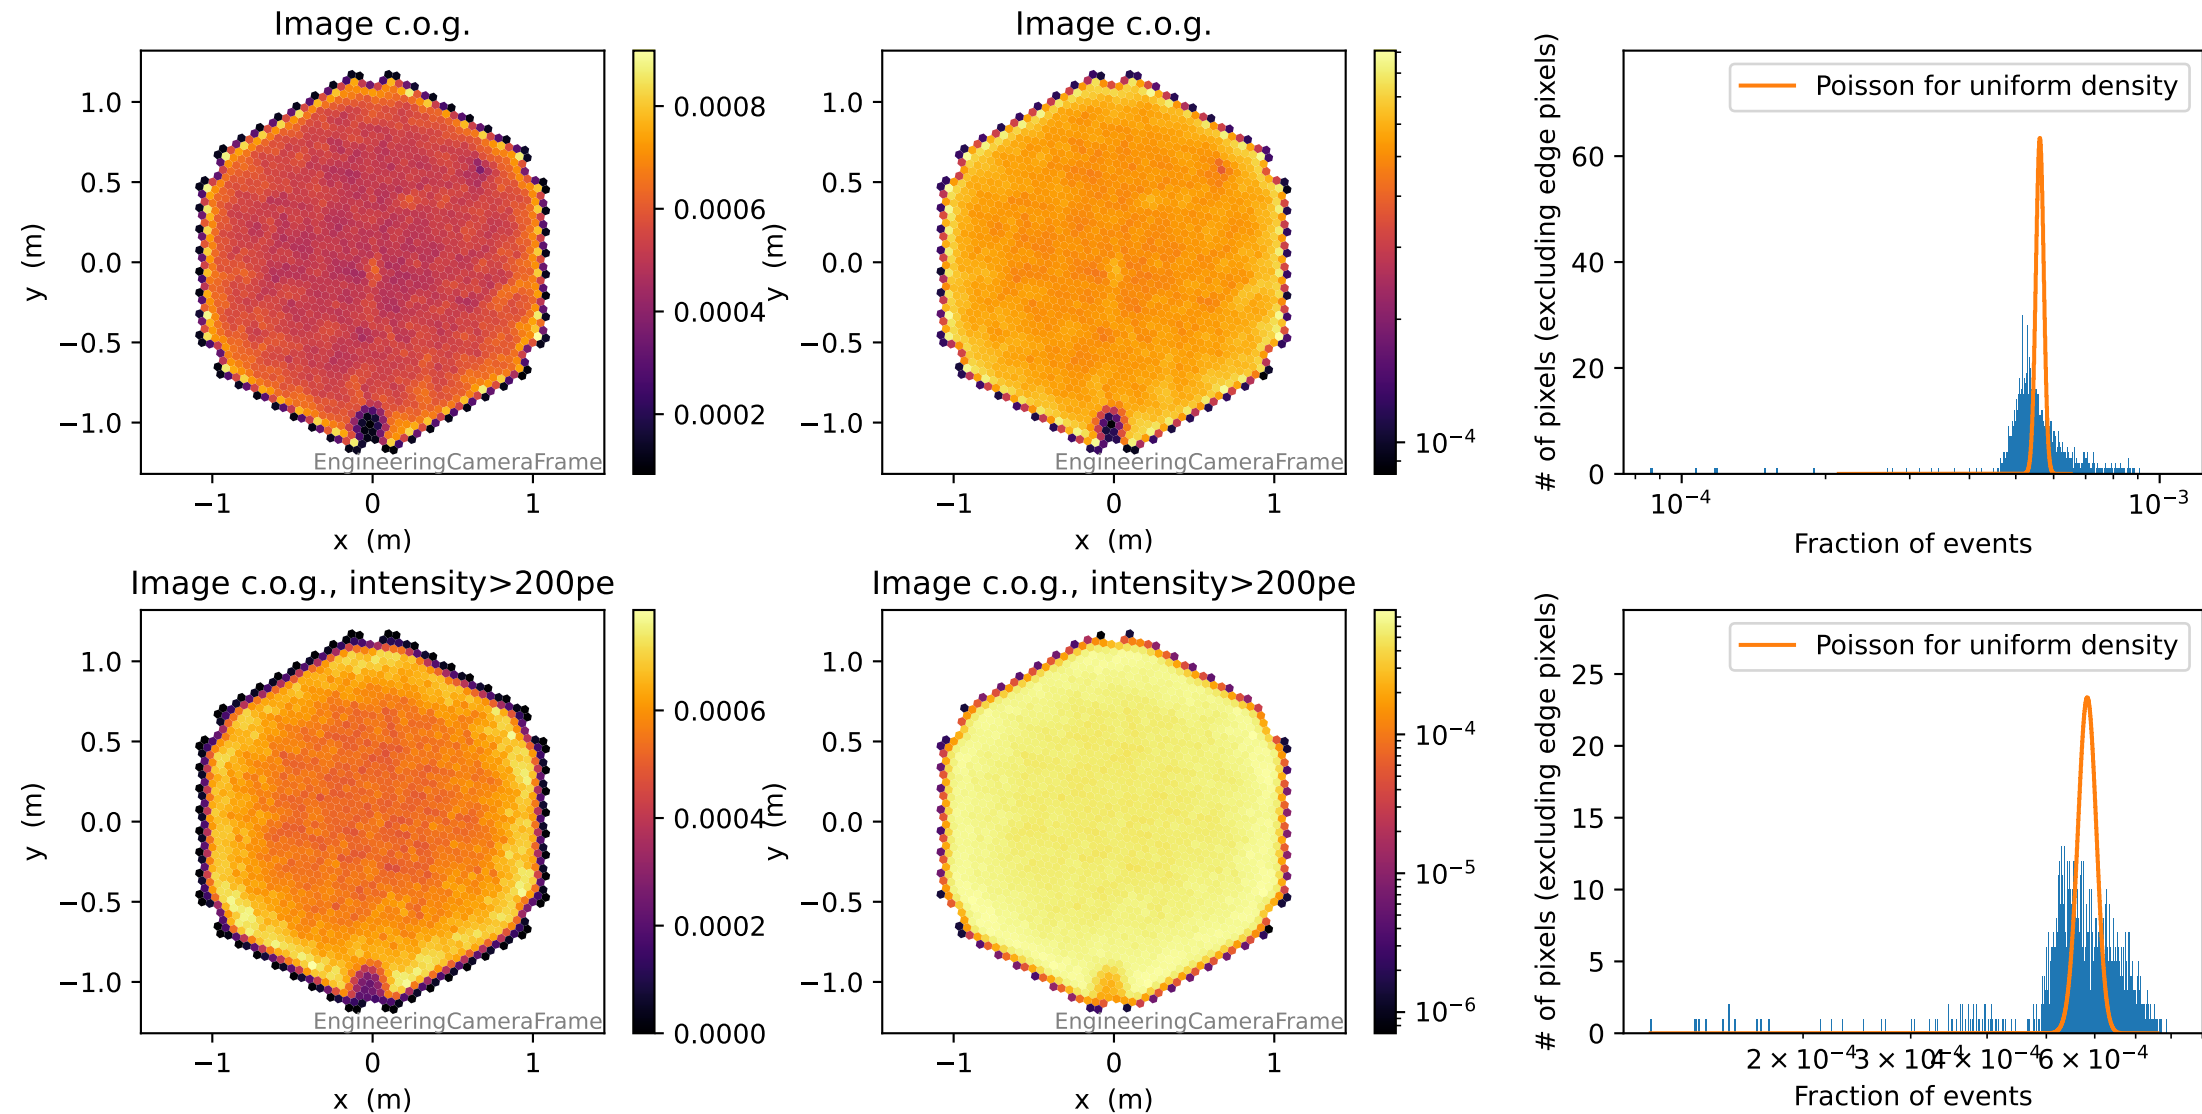 Image c.o.g.
1.0
0.5
0.0
−0.5
−1.0
y (m)
−1
0
1
x (m)
EngineeringCameraFrame
0.0008
0.0006
0.0004
0.0002
Image c.o.g.
1.0
0.5
0.0
−0.5
−1.0
y (m)
−1
0
1
x (m)
EngineeringCameraFrame
10⁻⁴
Poisson for uniform density
60
40
20
0
# of pixels (excluding edge pixels)
10⁻⁴
10⁻³
Fraction of events
Image c.o.g., intensity>200pe
1.0
0.5
0.0
−0.5
−1.0
y (m)
−1
0
1
x (m)
EngineeringCameraFrame
0.0006
0.0004
0.0002
0.0000
Image c.o.g., intensity>200pe
1.0
0.5
0.0
−0.5
−1.0
y (m)
−1
0
1
x (m)
EngineeringCameraFrame
10⁻⁴
10⁻⁵
10⁻⁶
Poisson for uniform density
25
20
15
10
5
0
# of pixels (excluding edge pixels)
2 × 10⁻⁴
3 × 10⁻⁴
4 × 10⁻⁴
6 × 10⁻⁴
Fraction of events